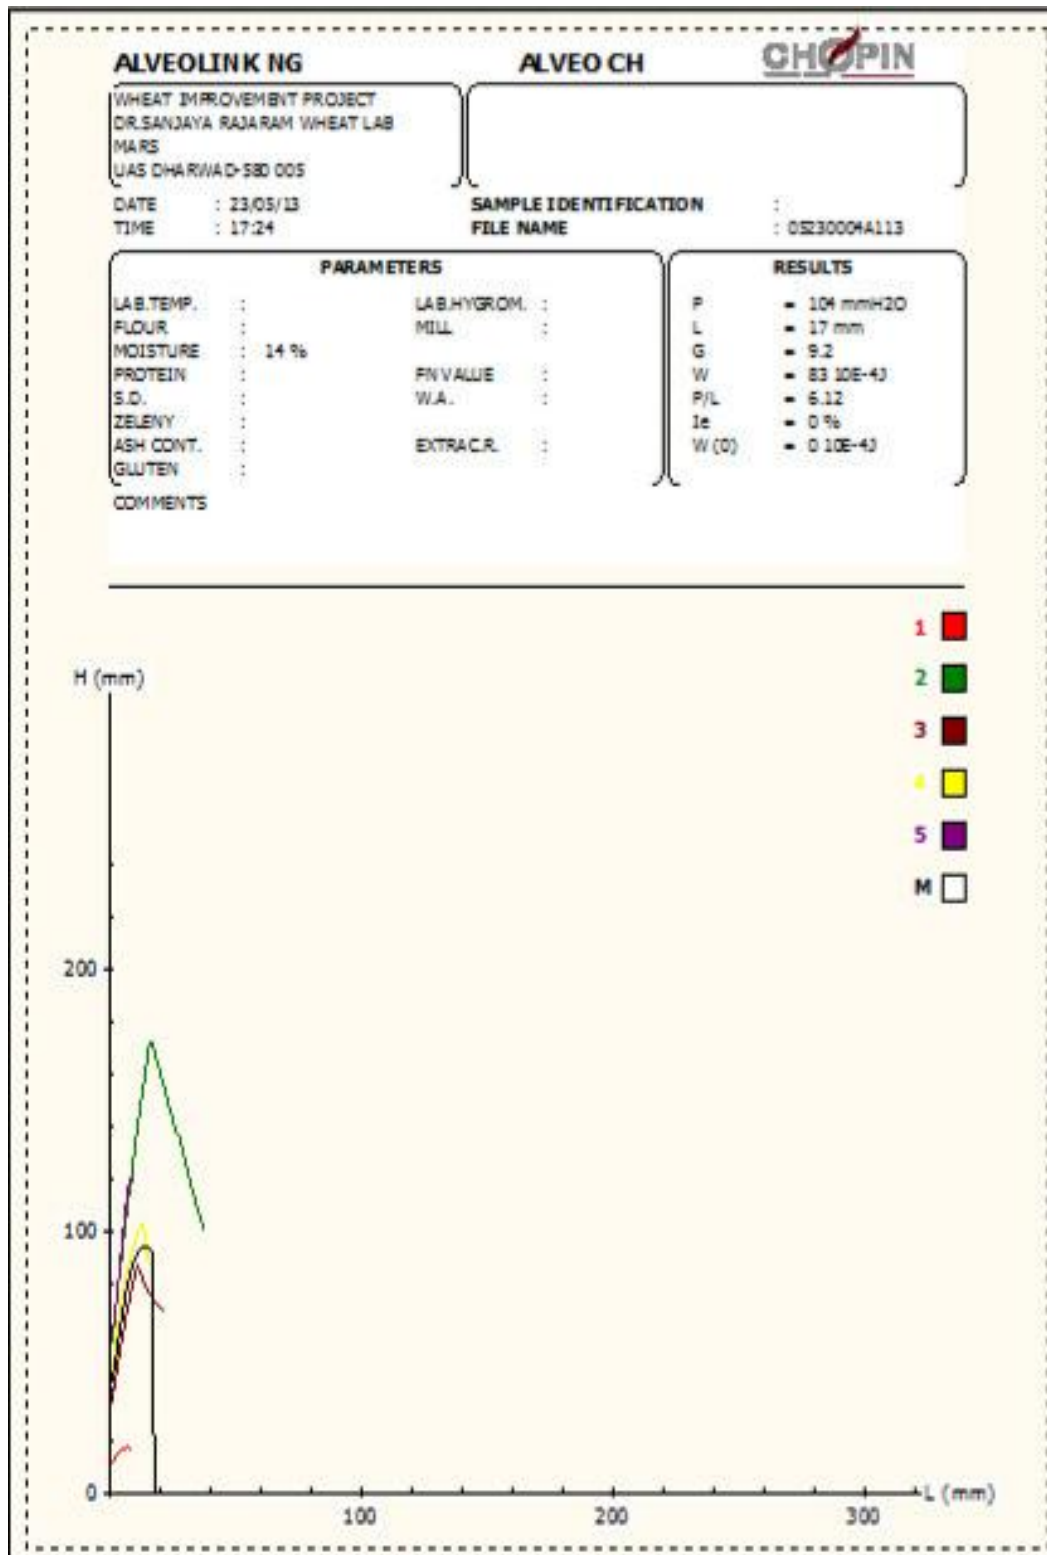 ALVEOLINK NG ALVEO CH CHOPIN
WHEAT IMPROVEMENT PROJECT
DR.SANJAYA RAJARAM WHEAT LAB
MARS
UAS DHARWAD-580 005
DATE : 23/05/13 SAMPLE IDENTIFICATION :
TIME : 17:24 FILE NAME : 05230004A113
PARAMETERS RESULTS
LAB.TEMP. : LAB.HYGROM. : P = 104 mmH2O
FLOUR : MILL : L = 17 mm
MOISTURE : 14 % G = 9.2
PROTEIN : FN VALUE : W = 83 10E-4J
S.D. : W.A. : P/L = 6.12
ZELENY : Ie = 0 %
ASH CONT. : EXTRAC.R. : W (0) = 0 10E-4J
GLUTEN :
COMMENTS
1
2
3
4
5
M
H (mm)
200
100
0
100 200 300 L (mm)